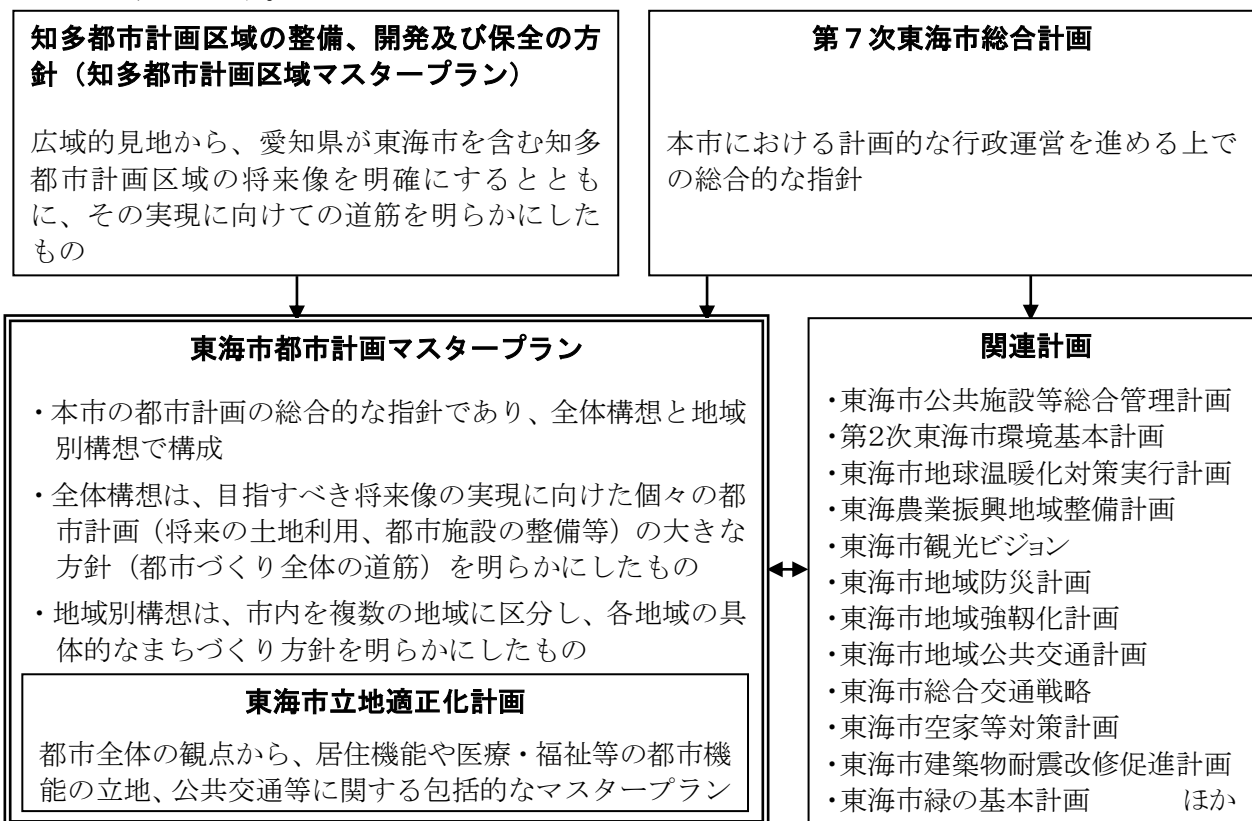 知多都市計画区域の整備、開発及び保全の方
針（知多都市計画区域マスタープラン）
広域的見地から、愛知県が東海市を含む知多
都市計画区域の将来像を明確にするととも
に、その実現に向けての道筋を明らかにした
もの
第７次東海市総合計画
本市における計画的な行政運営を進める上で
の総合的な指針
東海市都市計画マスタープラン
・本市の都市計画の総合的な指針であり、全体構想と地域
別構想で構成
・全体構想は、目指すべき将来像の実現に向けた個々の都
市計画（将来の土地利用、都市施設の整備等）の大きな
方針（都市づくり全体の道筋）を明らかにしたもの
・地域別構想は、市内を複数の地域に区分し、各地域の具
体的なまちづくり方針を明らかにしたもの
東海市立地適正化計画
都市全体の観点から、居住機能や医療・福祉等の都市機
能の立地、公共交通等に関する包括的なマスタープラン
関連計画
・東海市公共施設等総合管理計画
・第2次東海市環境基本計画
・東海市地球温暖化対策実行計画
・東海農業振興地域整備計画
・東海市観光ビジョン
・東海市地域防災計画
・東海市地域強靱化計画
・東海市地域公共交通計画
・東海市総合交通戦略
・東海市空家等対策計画
・東海市建築物耐震改修促進計画
・東海市緑の基本計画　　ほか